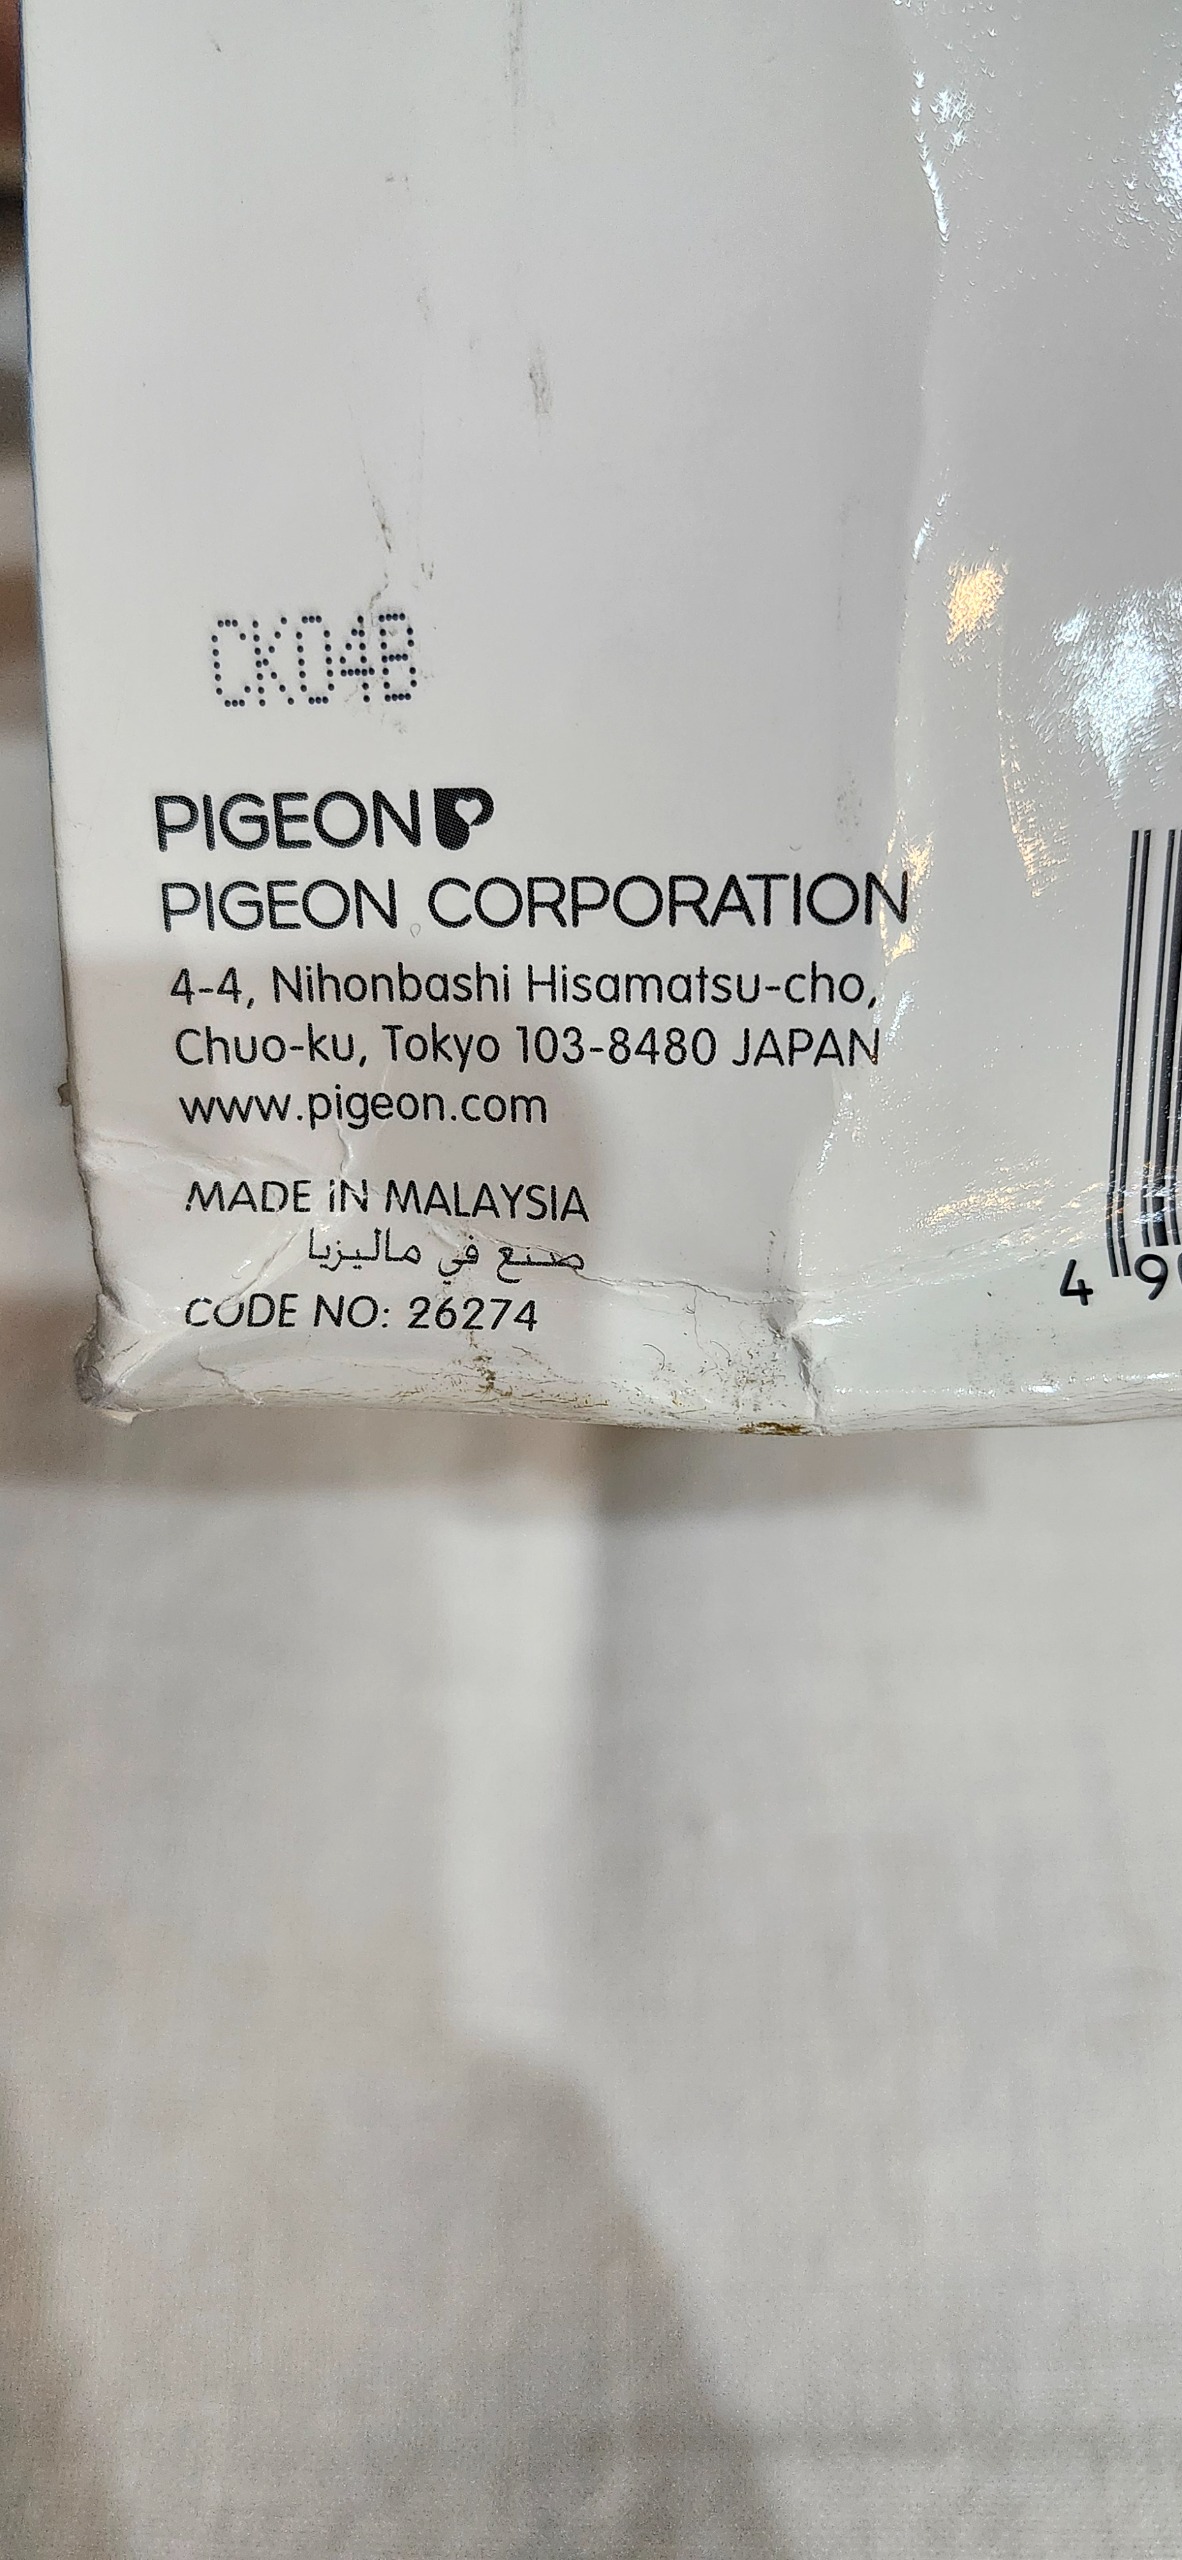 CK04B
PIGEON
PIGEON CORPORATION
4-4, Nihonbashi Hisamatsu-cho,
Chuo-ku, Tokyo 103-8480 JAPAN
www.pigeon.com
MADE IN MALAYSIA
صنع في ماليزيا
CODE NO: 26274
4 9